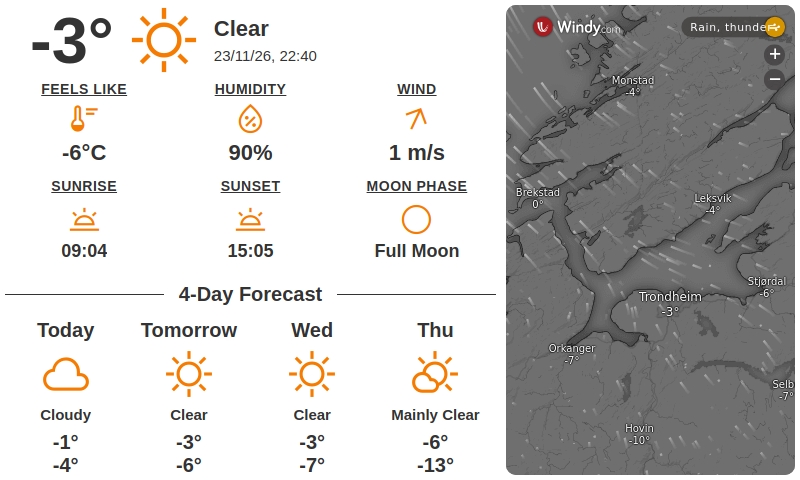 -3°
Clear
23/11/26, 22:40
FEELS LIKE
HUMIDITY
WIND
-6°C
90%
1 m/s
SUNRISE
SUNSET
MOON PHASE
09:04
15:05
Full Moon
4-Day Forecast
Today
Tomorrow
Wed
Thu
Cloudy
Clear
Clear
Mainly Clear
-1°
-3°
-3°
-6°
-4°
-6°
-7°
-13°
Windy.com
Rain, thunde
+
−
Monstad
-4°
Brekstad
0°
Leksvik
-4°
Stjørdal
-6°
Trondheim
-3°
Orkanger
-7°
Selb
-7°
Hovin
-10°